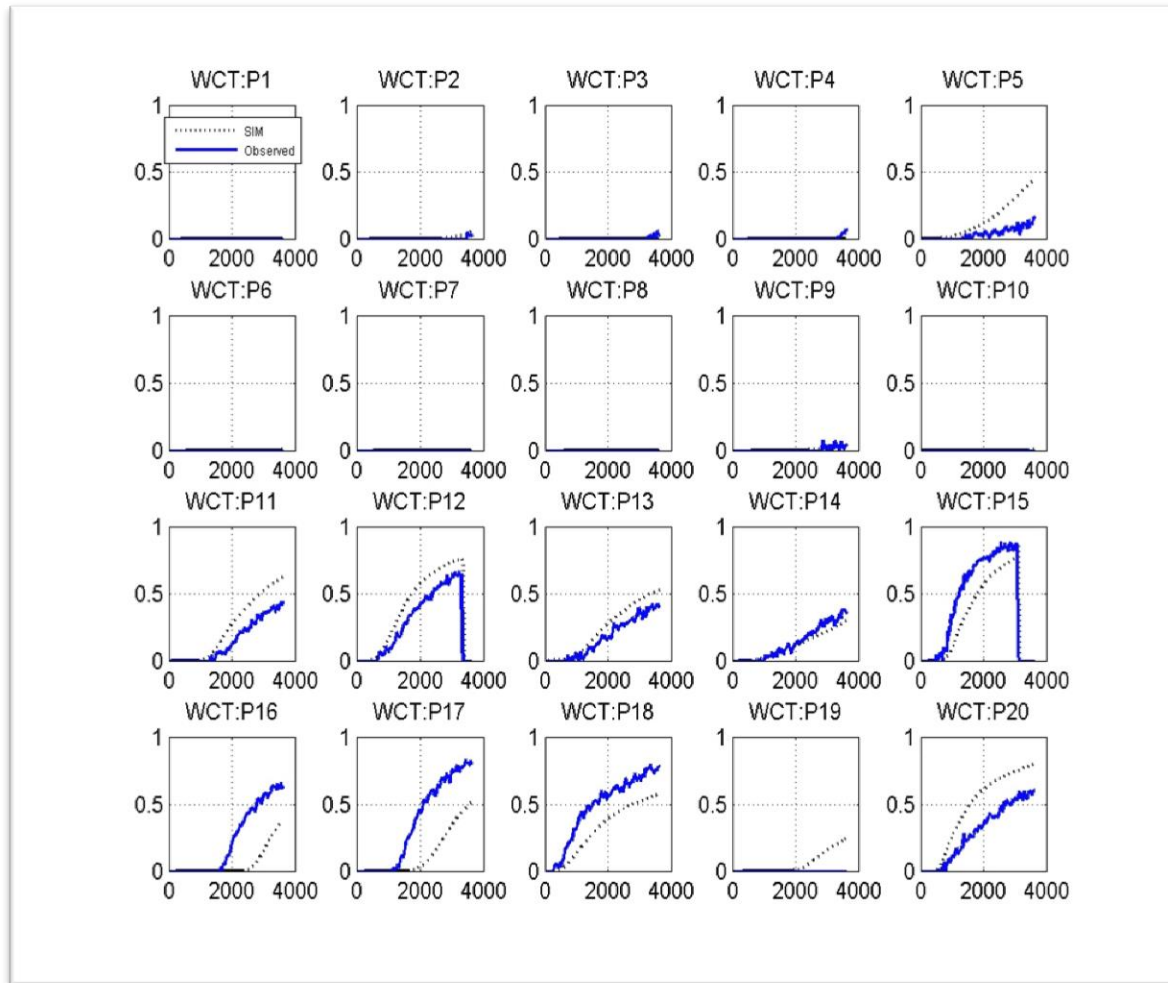 WCT:P1 WCT:P2 WCT:P3 WCT:P4 WCT:P5
1 1 1 1 1
SIM
Observed
0.5 0.5 0.5 0.5 0.5
0 0 0 0 0
0 2000 4000 0 2000 4000 0 2000 4000 0 2000 4000 0 2000 4000
WCT:P6 WCT:P7 WCT:P8 WCT:P9 WCT:P10
1 1 1 1 1
0.5 0.5 0.5 0.5 0.5
0 0 0 0 0
0 2000 4000 0 2000 4000 0 2000 4000 0 2000 4000 0 2000 4000
WCT:P11 WCT:P12 WCT:P13 WCT:P14 WCT:P15
1 1 1 1 1
0.5 0.5 0.5 0.5 0.5
0 0 0 0 0
0 2000 4000 0 2000 4000 0 2000 4000 0 2000 4000 0 2000 4000
WCT:P16 WCT:P17 WCT:P18 WCT:P19 WCT:P20
1 1 1 1 1
0.5 0.5 0.5 0.5 0.5
0 0 0 0 0
0 2000 4000 0 2000 4000 0 2000 4000 0 2000 4000 0 2000 4000